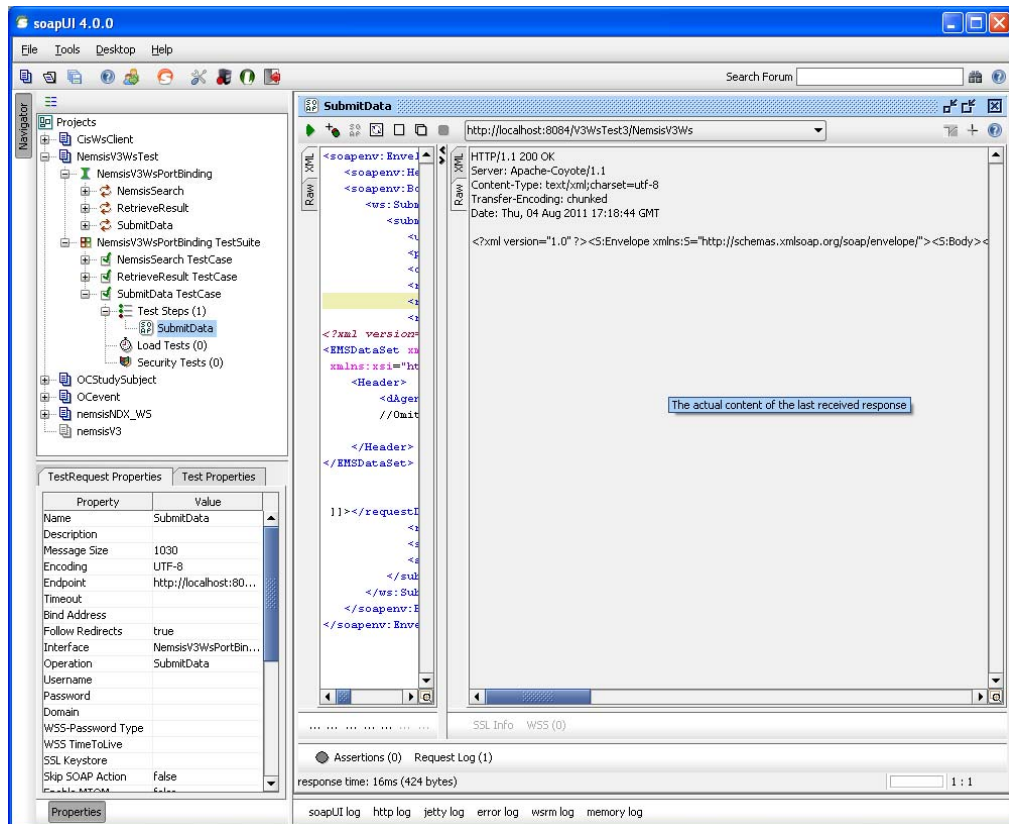 soapUI 4.0.0
File Tools Desktop Help
Search Forum
Navigator
Projects
CisWsClient
NemsisV3WsTest
NemsisV3WsPortBinding
NemsisSearch
RetrieveResult
SubmitData
NemsisV3WsPortBinding TestSuite
NemsisSearch TestCase
RetrieveResult TestCase
SubmitData TestCase
Test Steps (1)
SubmitData
Load Tests (0)
Security Tests (0)
OCStudySubject
OCevent
nemsisNDX_WS
nemsisV3
TestRequest Properties Test Properties
Property Value
Name SubmitData
Description
Message Size 1030
Encoding UTF-8
Endpoint http://localhost:80...
Timeout
Bind Address
Follow Redirects true
Interface NemsisV3WsPortBin...
Operation SubmitData
Username
Password
Domain
WSS-Password Type
WSS TimeToLive
SSL Keystore
Skip SOAP Action false
Enable MTOM false
Properties
SubmitData
http://localhost:8084/V3WsTest3/NemsisV3Ws
XML
Raw
<soapenv:Envel
<soapenv:He
<soapenv:Bo
<ws:Subm
<subm
<u
<p
<o
<r
<r
<r
<?xml version=
<EMSDataSet xm
xmlns:xsi="ht
<Header>
<dAger
//Omit
</Header>
</EMSDataSet>
]]></requestD
<r
<s
<s
</sub
</ws:Sub
</soapenv:B
</soapenv:Enve
XML
Raw
HTTP/1.1 200 OK
Server: Apache-Coyote/1.1
Content-Type: text/xml;charset=utf-8
Transfer-Encoding: chunked
Date: Thu, 04 Aug 2011 17:18:44 GMT
<?xml version="1.0" ?><S:Envelope xmlns:S="http://schemas.xmlsoap.org/soap/envelope/"><S:Body><
The actual content of the last received response
... ... ... ... ... ... ...
SSL Info WSS (0)
Assertions (0) Request Log (1)
response time: 16ms (424 bytes)
1 : 1
soapUI log http log jetty log error log wsrm log memory log